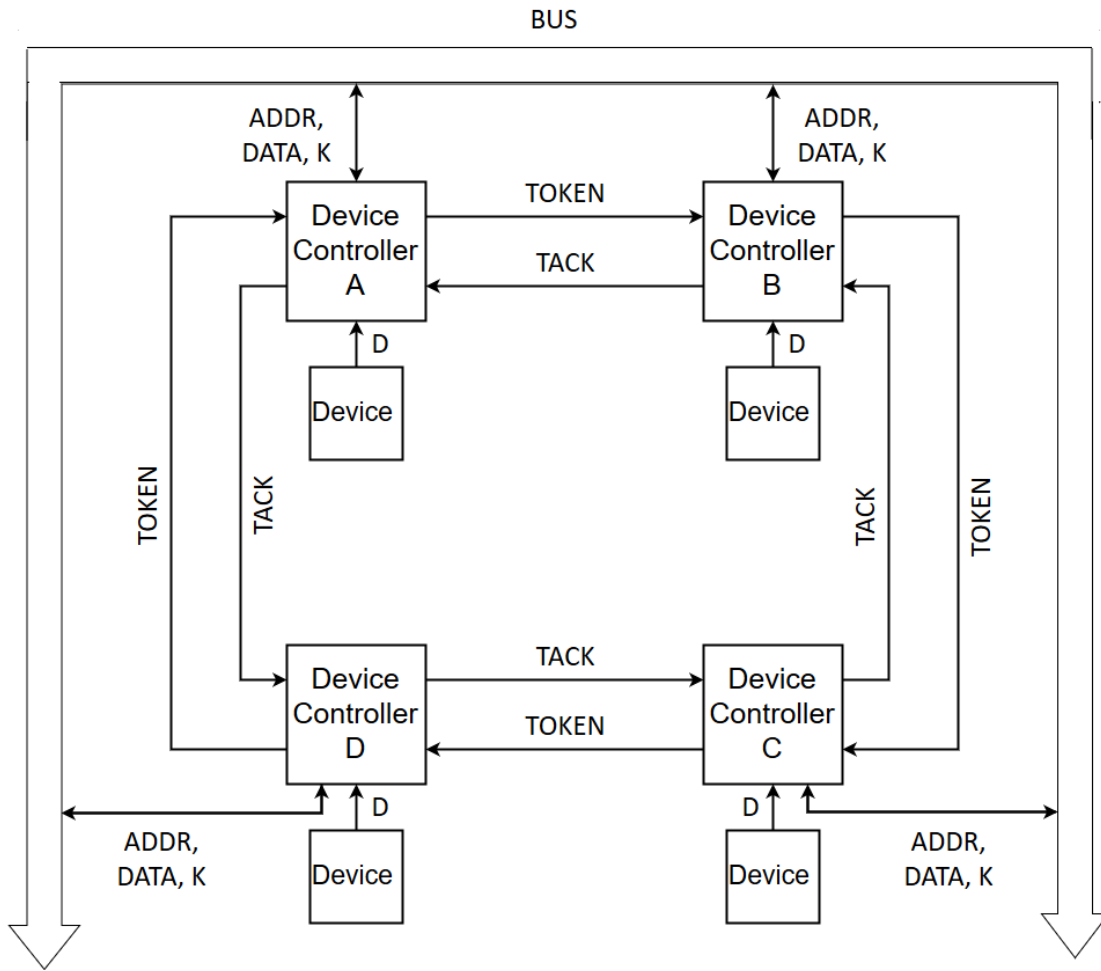 BUS
ADDR,
DATA, K
ADDR,
DATA, K
Device
Controller
A
TOKEN
TACK
Device
Controller
B
D
Device
D
Device
TOKEN
TACK
TACK
TOKEN
Device
Controller
D
TACK
TOKEN
Device
Controller
C
ADDR,
DATA, K
D
Device
D
Device
ADDR,
DATA, K